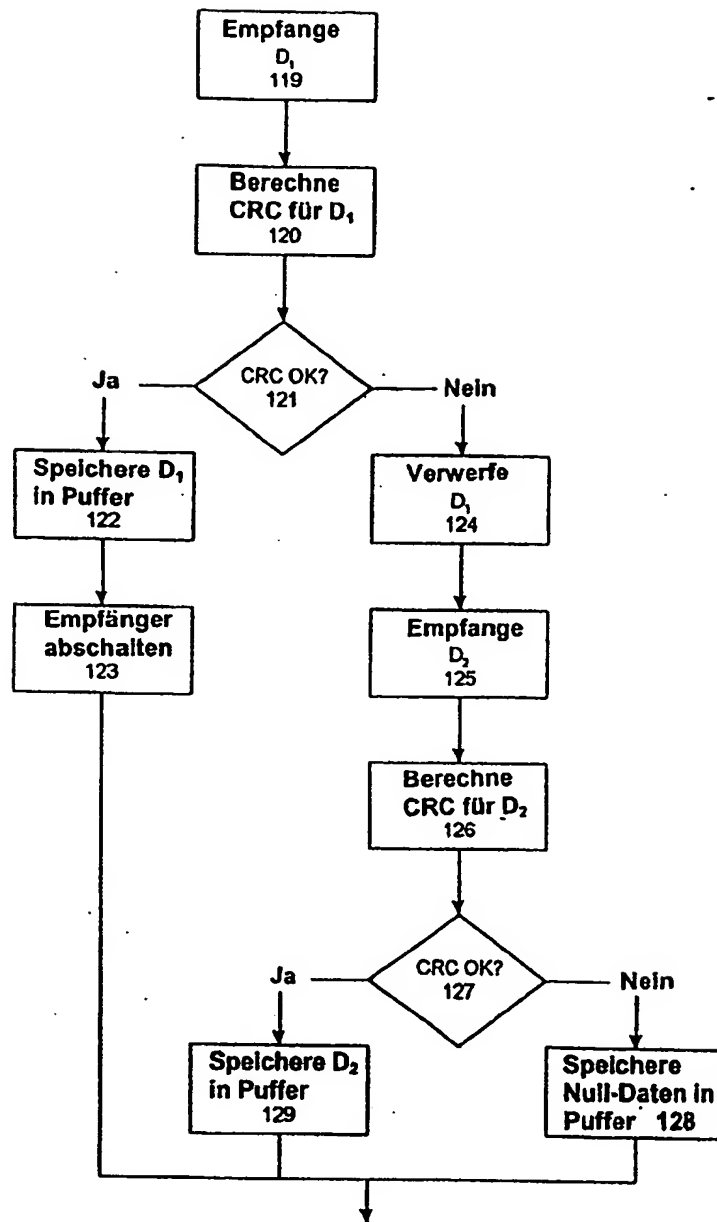 Empfange
D₁
119
Berechne
CRC für D₁
120
CRC OK?
121
Ja
Nein
Speichere D₁
in Puffer
122
Verwerfe
D₁
124
Empfänger
abschalten
123
Empfange
D₂
125
Berechne
CRC für D₂
126
CRC OK?
127
Ja
Nein
Speichere D₂
in Puffer
129
Speichere
Null-Daten in
Puffer 128